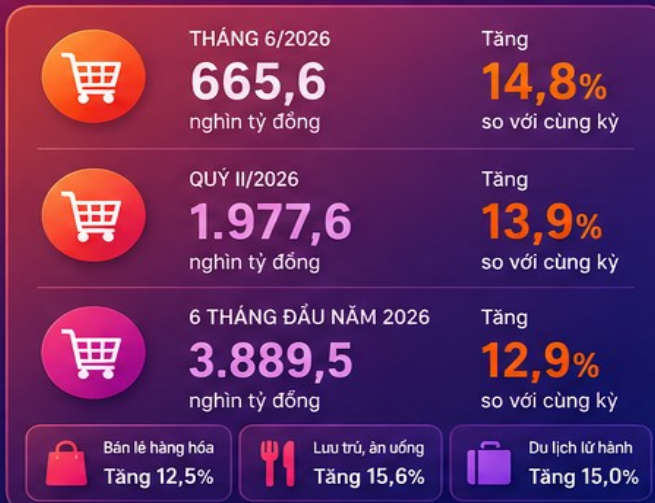 THÁNG 6/2026
665,6
nghìn tỷ đồng
Tăng
14,8%
so với cùng kỳ
QUÝ II/2026
1.977,6
nghìn tỷ đồng
Tăng
13,9%
so với cùng kỳ
6 THÁNG ĐẦU NĂM 2026
3.889,5
nghìn tỷ đồng
Tăng
12,9%
so với cùng kỳ
Bán lẻ hàng hóa
Tăng 12,5%
Lưu trú, ăn uống
Tăng 15,6%
Du lịch lữ hành
Tăng 15,0%